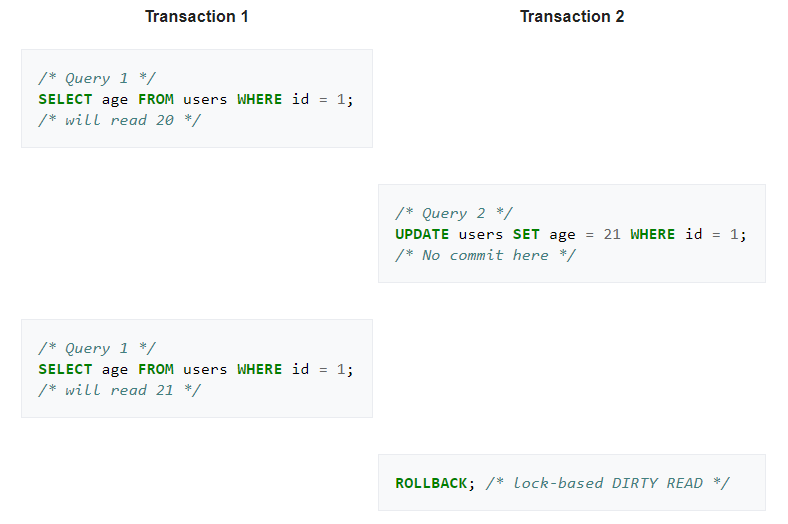 Transaction 1
Transaction 2
/* Query 1 */
SELECT age FROM users WHERE id = 1;
/* will read 20 */
/* Query 2 */
UPDATE users SET age = 21 WHERE id = 1;
/* No commit here */
/* Query 1 */
SELECT age FROM users WHERE id = 1;
/* will read 21 */
ROLLBACK; /* lock-based DIRTY READ */